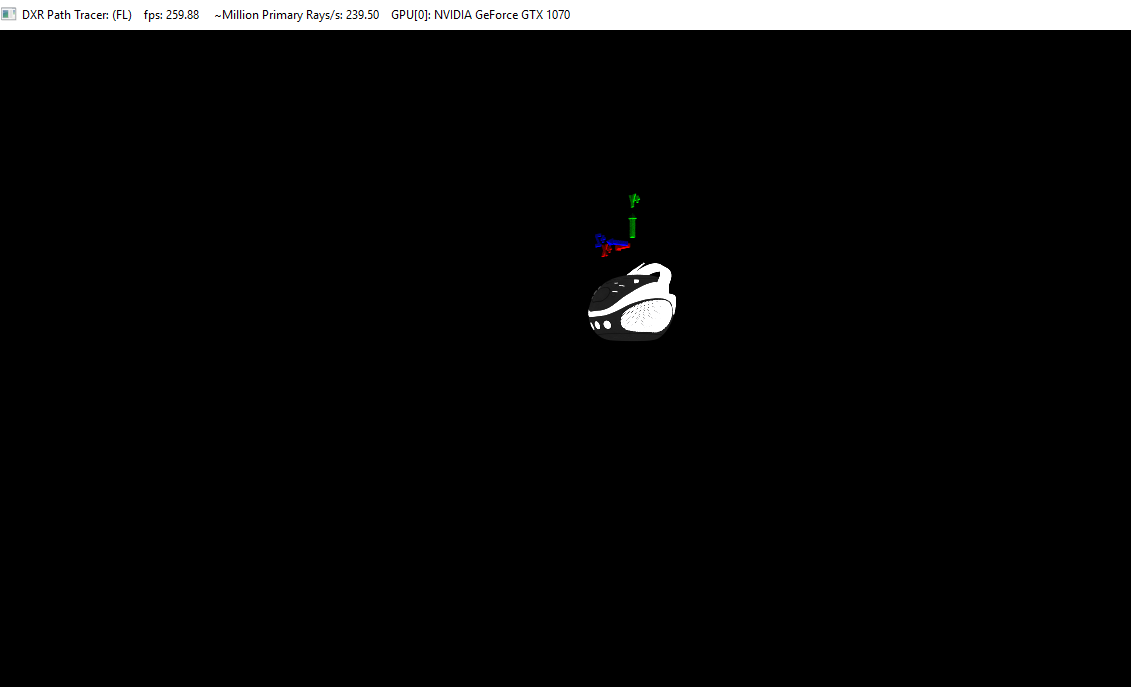 DXR Path Tracer: (FL)    fps: 259.88    ~Million Primary Rays/s: 239.50    GPU[0]: NVIDIA GeForce GTX 1070
Y
Z
X